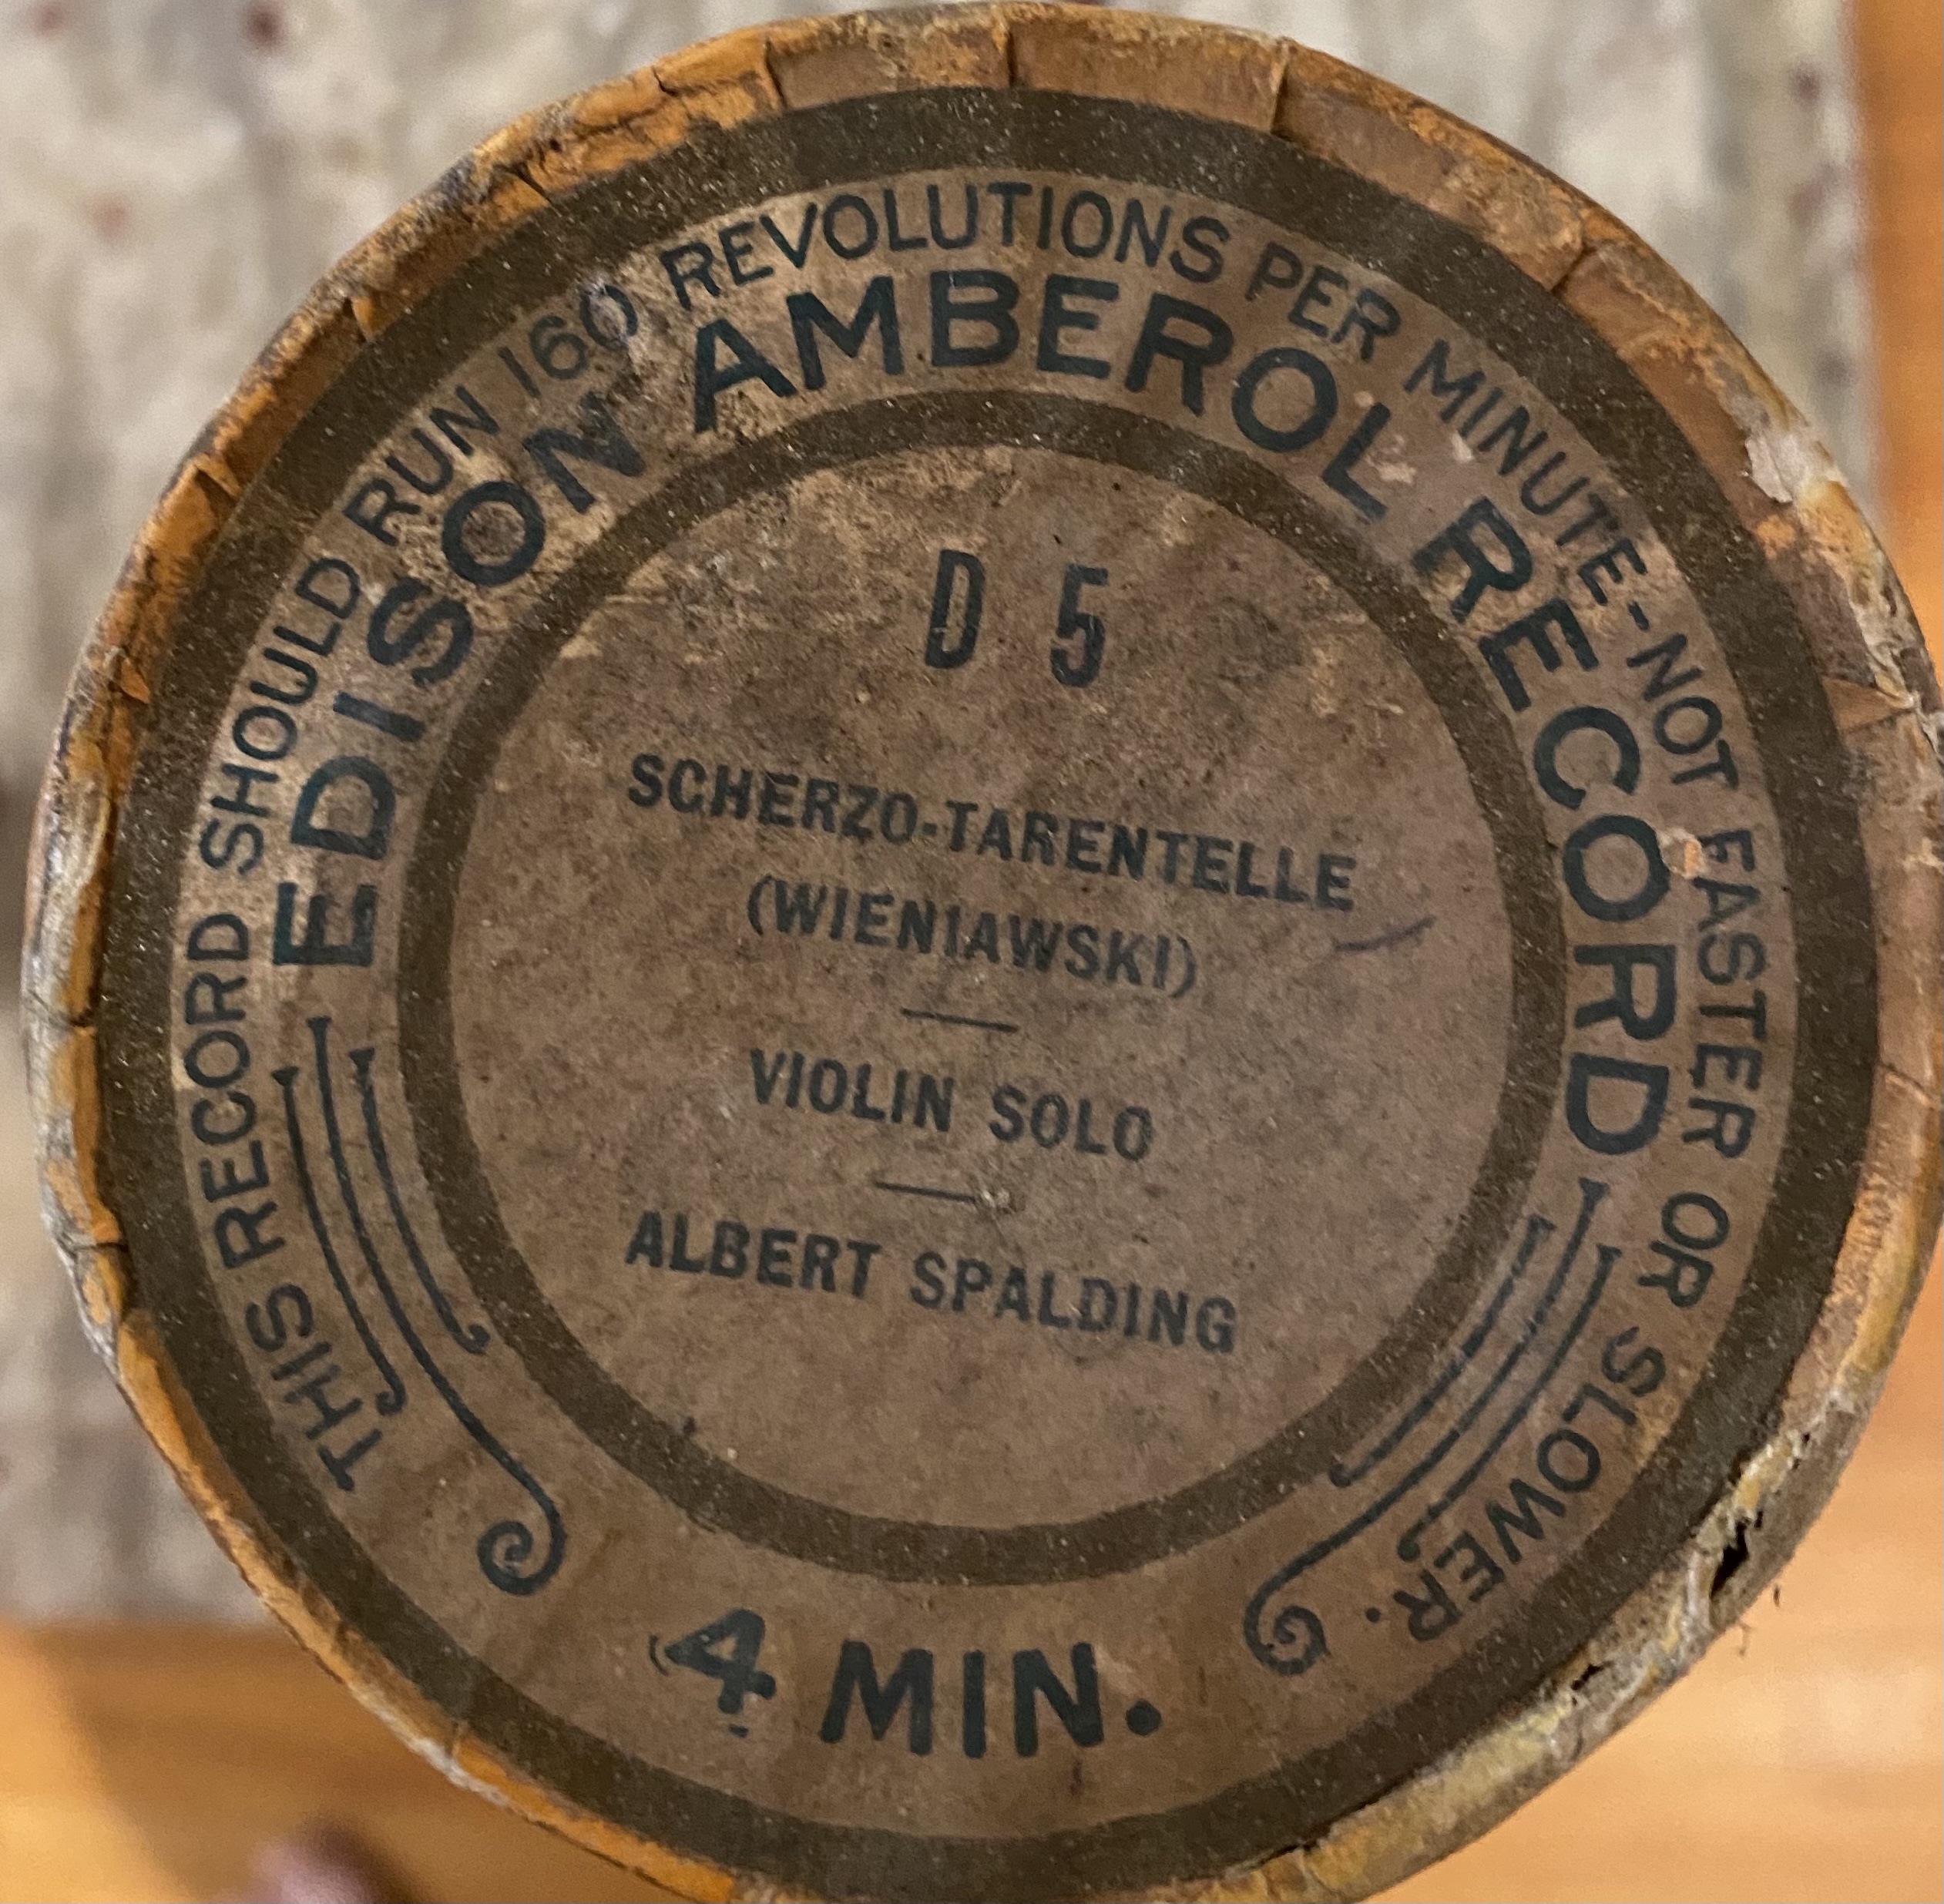 THIS RECORD SHOULD RUN 160 REVOLUTIONS PER MINUTE-NOT FASTER OR SLOWER.
EDISON AMBEROL RECORD
D 5
SCHERZO-TARENTELLE
(WIENIAWSKI)
VIOLIN SOLO
ALBERT SPALDING
4 MIN.